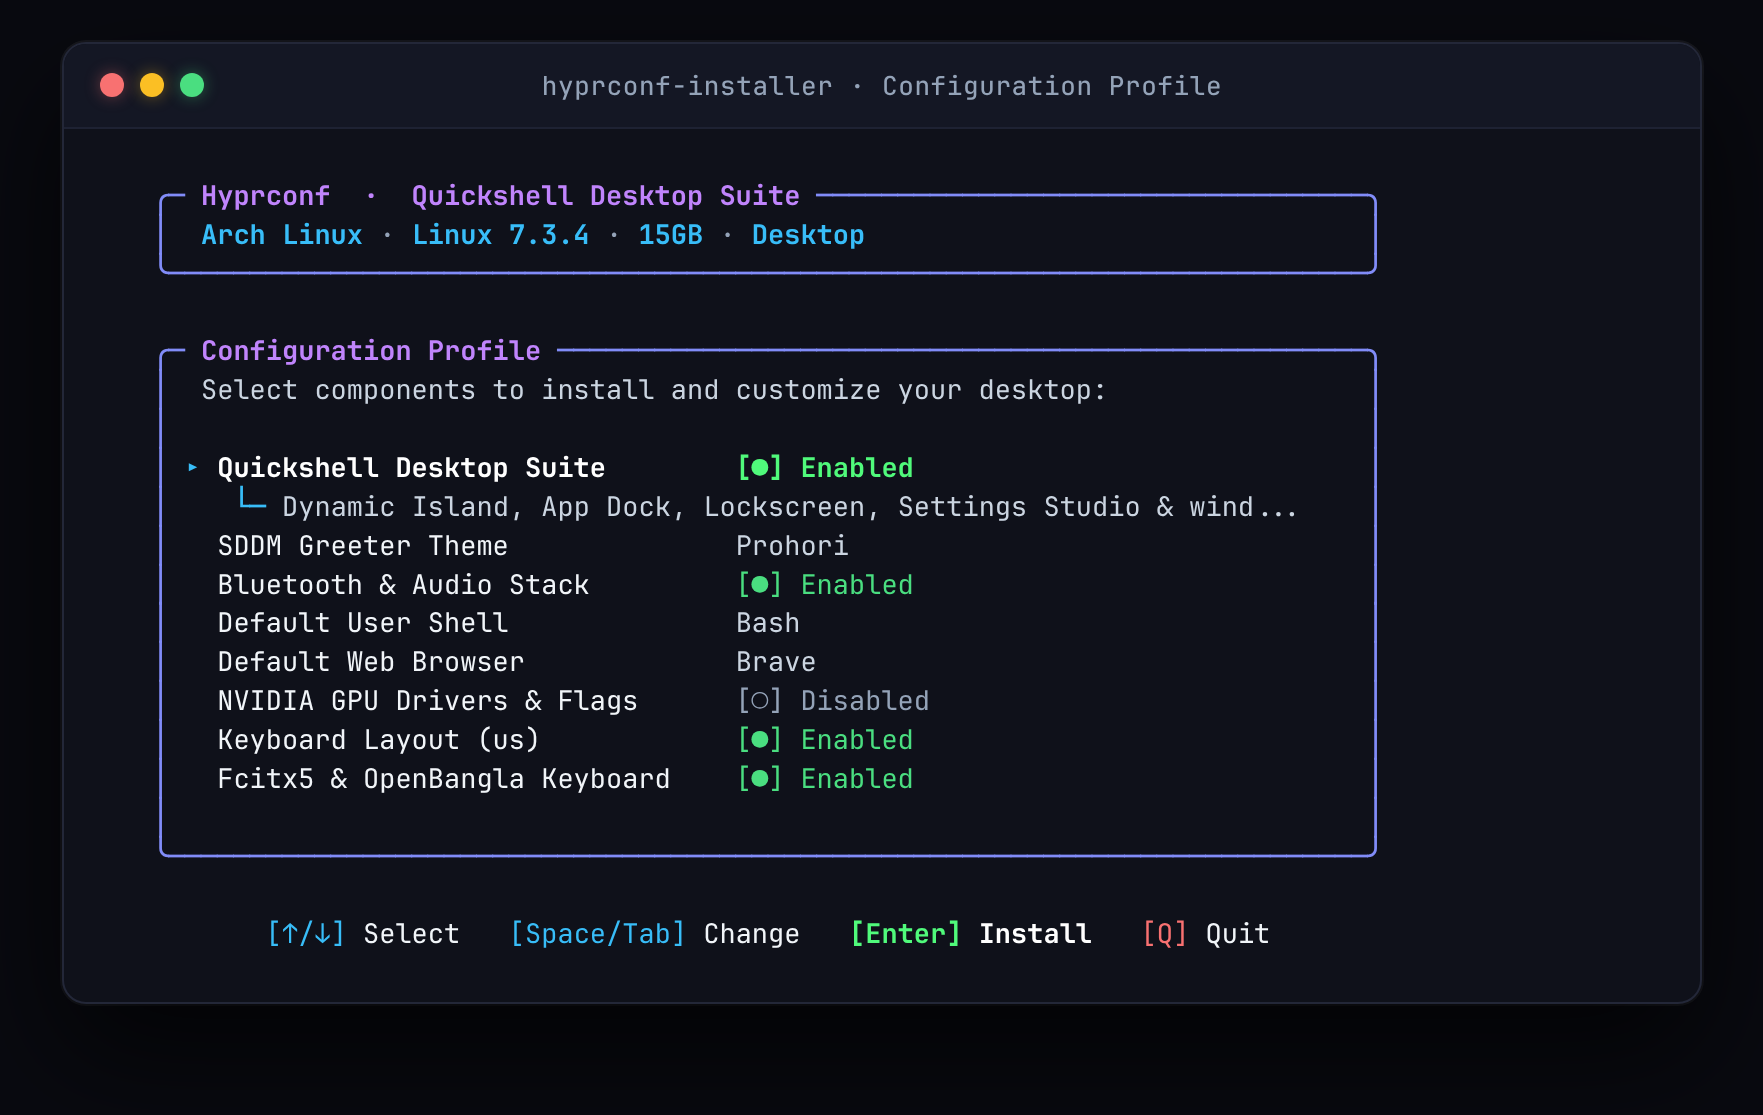 hyprconf-installer · Configuration Profile
Hyprconf · Quickshell Desktop Suite
Arch Linux · Linux 7.3.4 · 15GB · Desktop
Configuration Profile
Select components to install and customize your desktop:
▸ Quickshell Desktop Suite [●] Enabled
└─ Dynamic Island, App Dock, Lockscreen, Settings Studio & wind...
SDDM Greeter Theme Prohori
Bluetooth & Audio Stack [●] Enabled
Default User Shell Bash
Default Web Browser Brave
NVIDIA GPU Drivers & Flags [○] Disabled
Keyboard Layout (us) [●] Enabled
Fcitx5 & OpenBangla Keyboard [●] Enabled
[↑/↓] Select [Space/Tab] Change [Enter] Install [Q] Quit